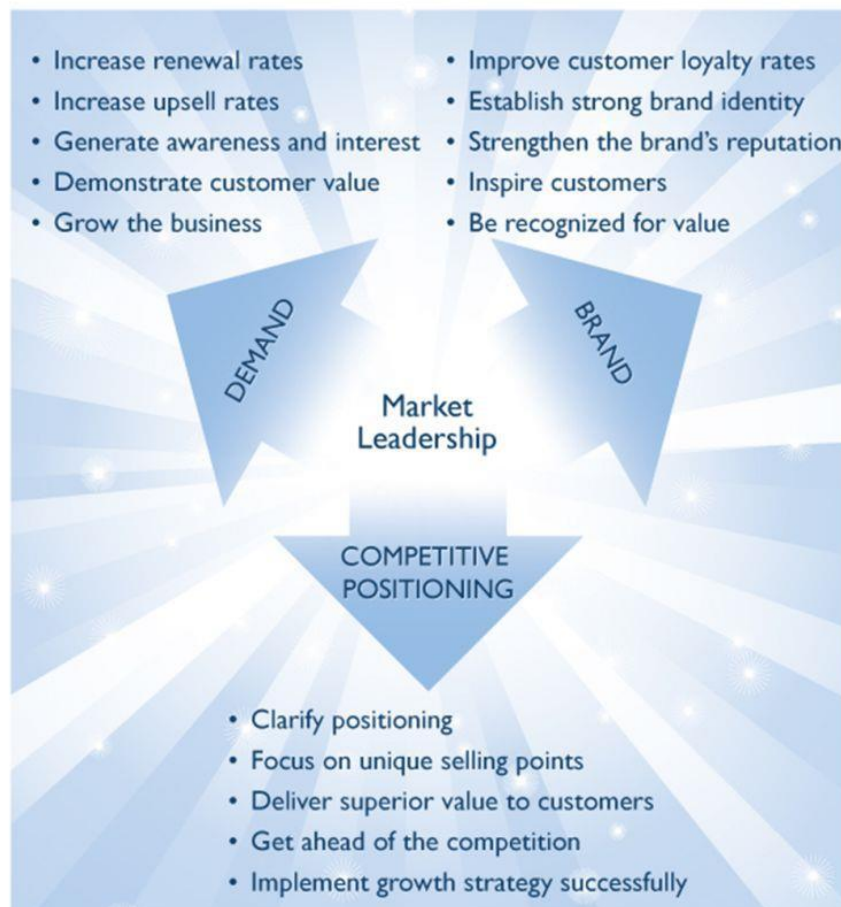 • Increase renewal rates
• Increase upsell rates
• Generate awareness and interest
• Demonstrate customer value
• Grow the business
• Improve customer loyalty rates
• Establish strong brand identity
• Strengthen the brand's reputation
• Inspire customers
• Be recognized for value
DEMAND
BRAND
Market
Leadership
COMPETITIVE
POSITIONING
• Clarify positioning
• Focus on unique selling points
• Deliver superior value to customers
• Get ahead of the competition
• Implement growth strategy successfully